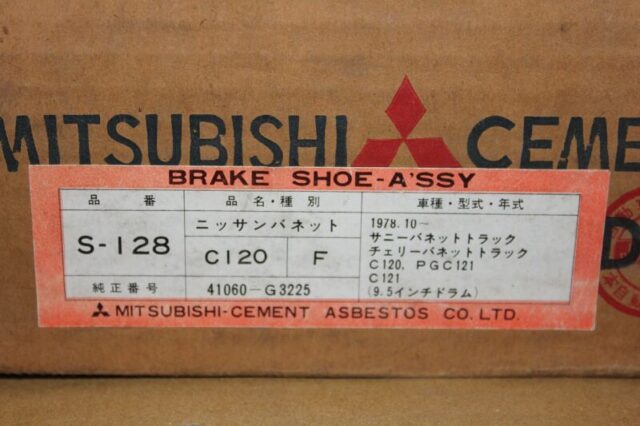 MITSUBISHI CEME
BRAKE SHOE-A'SSY
品番 品名・種別 車種・型式・年式
S-128 ニッサンバネット 1978.10〜
サニーバネットトラック
チェリーバネットトラック
C120 F C120, PGC121
C121
純正番号 41060-G3225 (9.5インチドラム)
MITSUBISHI-CEMENT ASBESTOS CO. LTD.